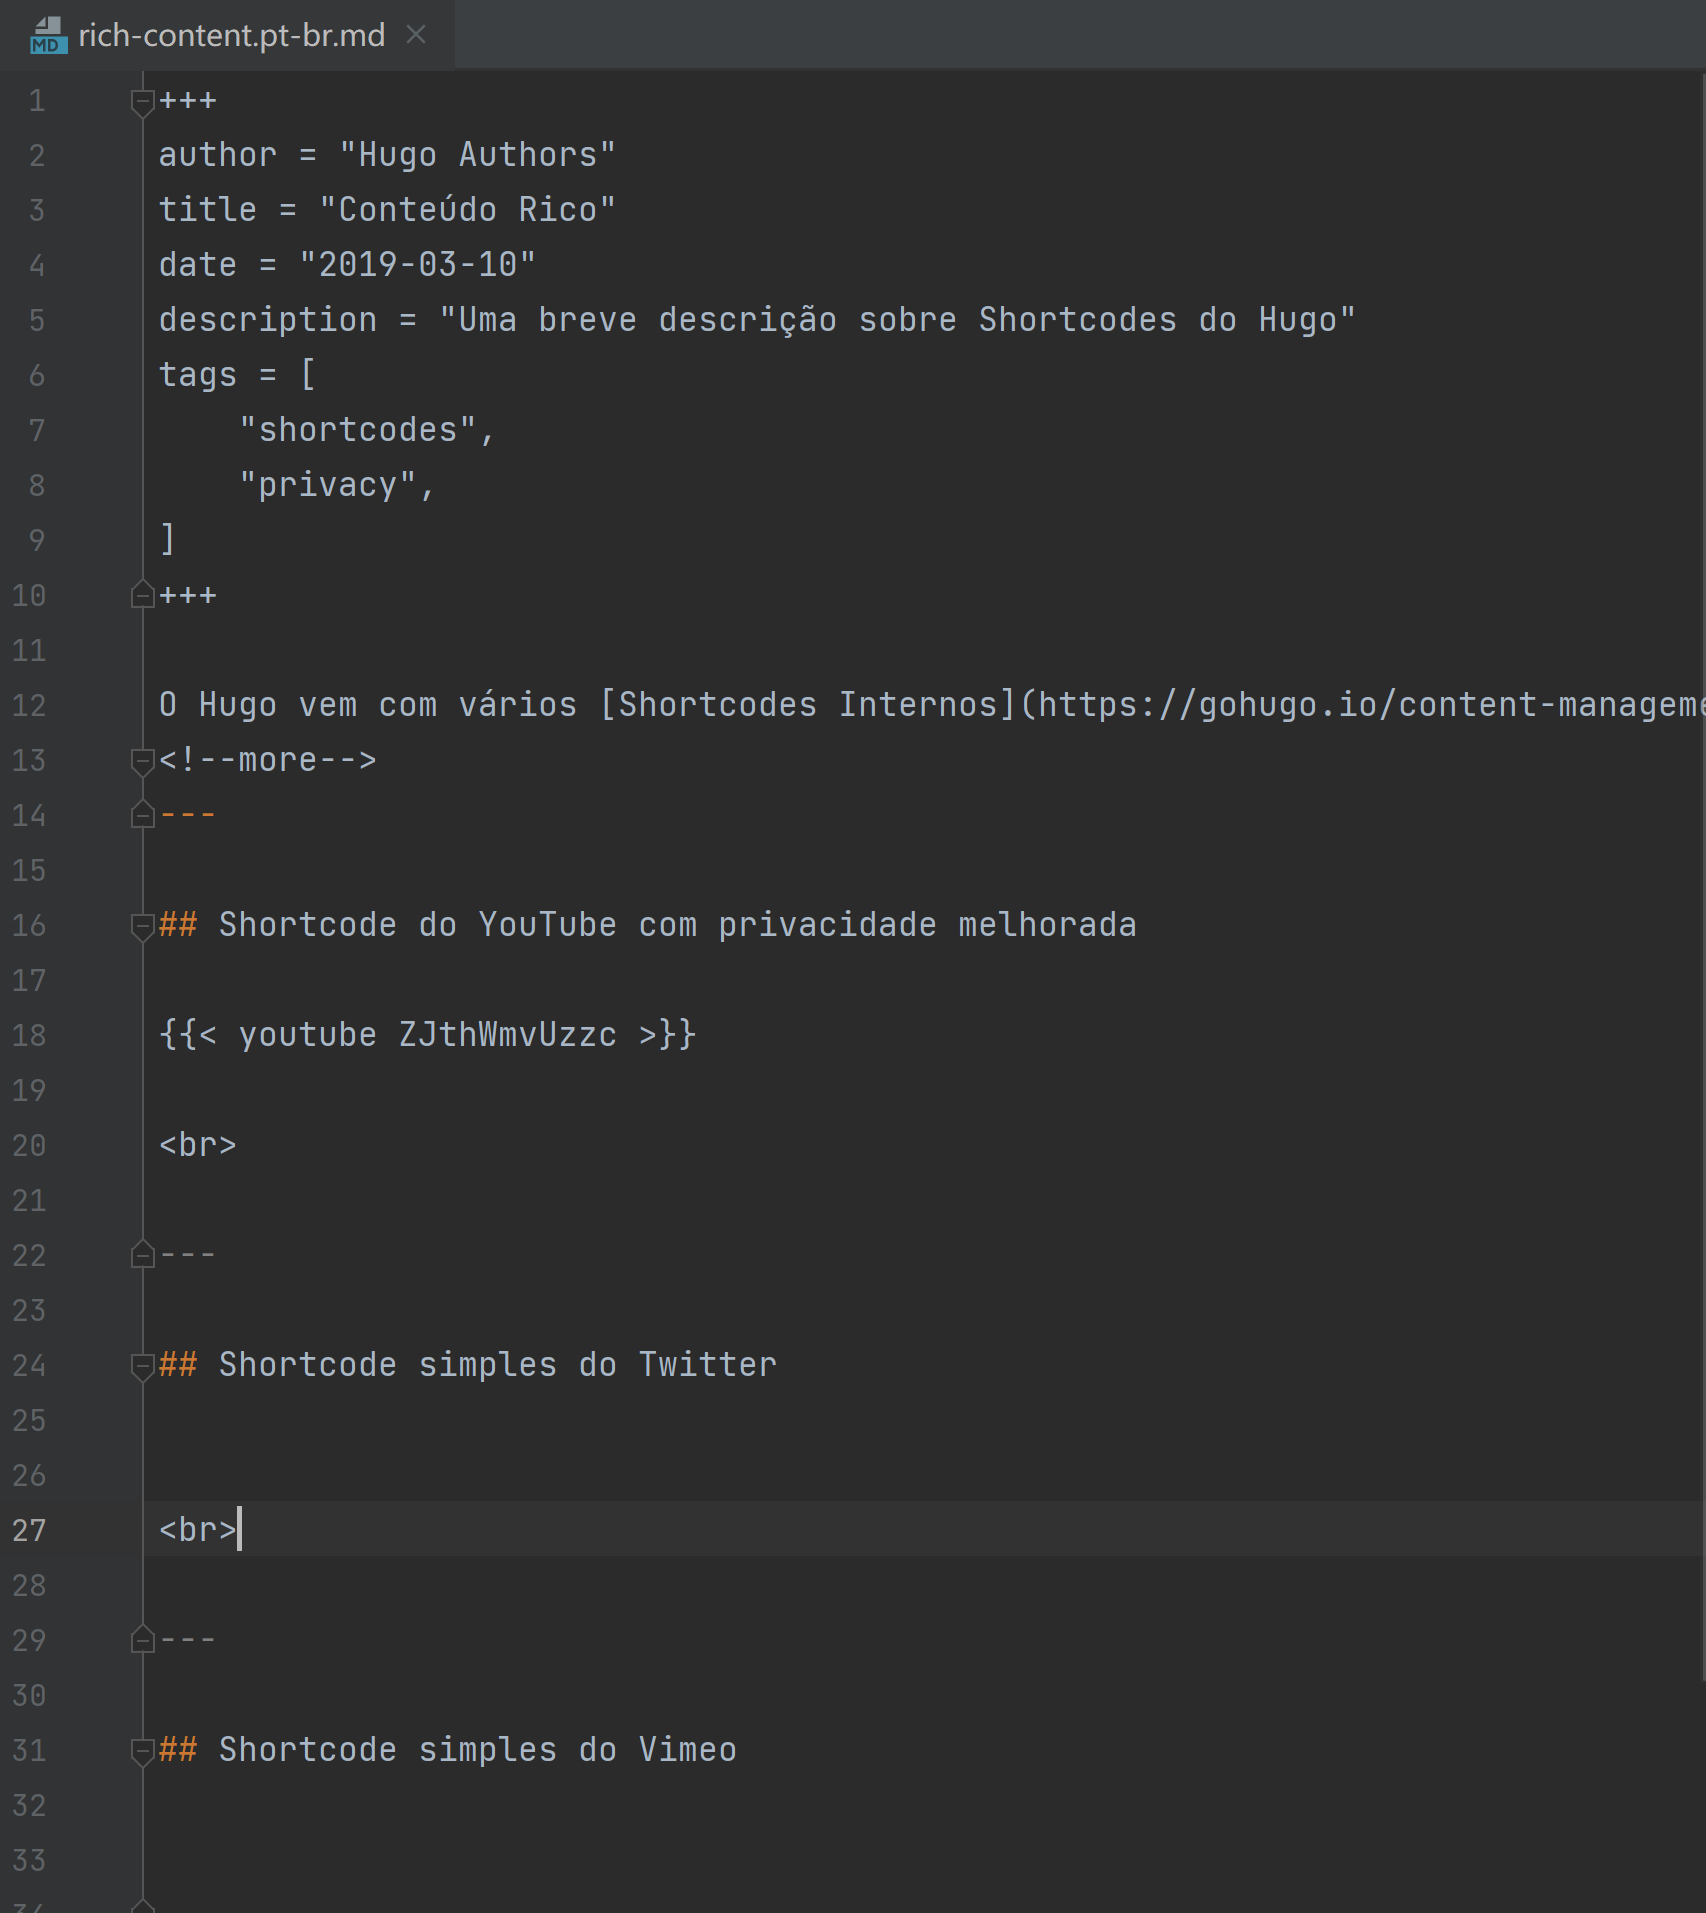 rich-content.pt-br.md
1 +++
2 author = "Hugo Authors"
3 title = "Conteúdo Rico"
4 date = "2019-03-10"
5 description = "Uma breve descrição sobre Shortcodes do Hugo"
6 tags = [
7 "shortcodes",
8 "privacy",
9 ]
10 +++
11
12 O Hugo vem com vários [Shortcodes Internos](https://gohugo.io/content-manageme
13 <!--more-->
14 ---
15
16 ## Shortcode do YouTube com privacidade melhorada
17
18 {{< youtube ZJthWmvUzzc >}}
19
20 <br>
21
22 ---
23
24 ## Shortcode simples do Twitter
25
26
27 <br>
28
29 ---
30
31 ## Shortcode simples do Vimeo
32
33